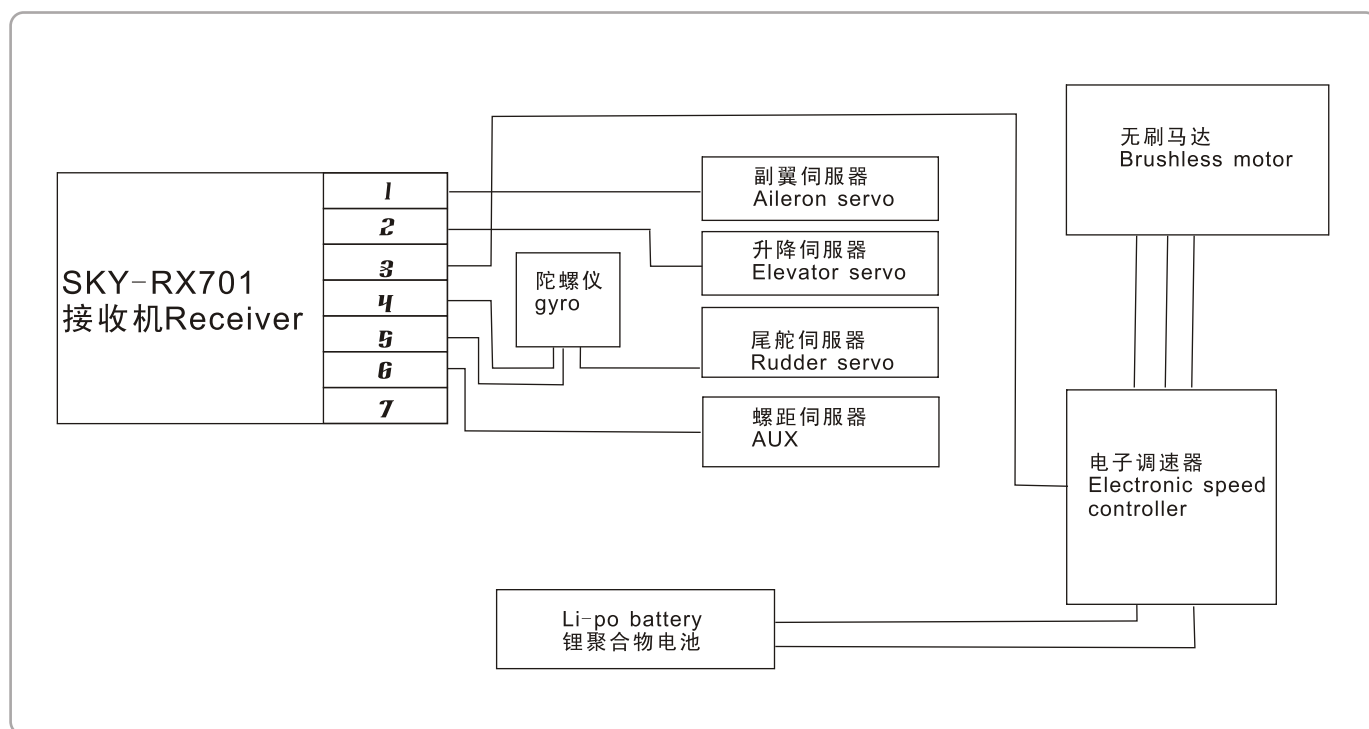 SKY-RX701
接收机Receiver
1
2
3
4
5
6
7
陀螺仪
gyro
副翼伺服器
Aileron servo
升降伺服器
Elevator servo
尾舵伺服器
Rudder servo
螺距伺服器
AUX
无刷马达
Brushless motor
电子调速器
Electronic speed
controller
Li-po battery
锂聚合物电池